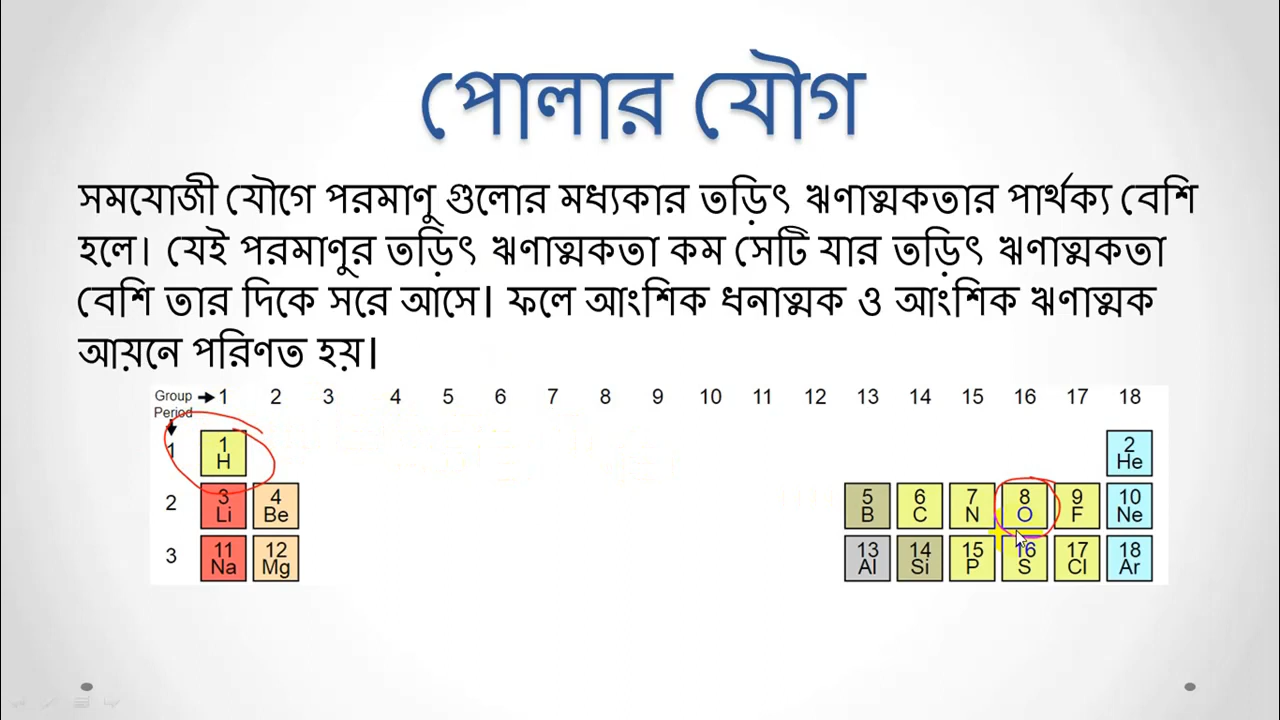 পোলার যৌগ
সমযোজী যৌগে পরমাণু গুলোর মধ্যকার তড়িৎ ঋণাত্মকতার পার্থক্য বেশি
হলে। যেই পরমাণুর তড়িৎ ঋণাত্মকতা কম সেটি যার তড়িৎ ঋণাত্মকতা
বেশি তার দিকে সরে আসে। ফলে আংশিক ধনাত্মক ও আংশিক ঋণাত্মক
আয়নে পরিণত হয়।
Group 1 2 3 4 5 6 7 8 9 10 11 12 13 14 15 16 17 18
Period
1 1 2
H He
2 3 4 5 6 7 8 9 10
Li Be B C N O F Ne
3 11 12 13 14 15 16 17 18
Na Mg Al Si P S Cl Ar